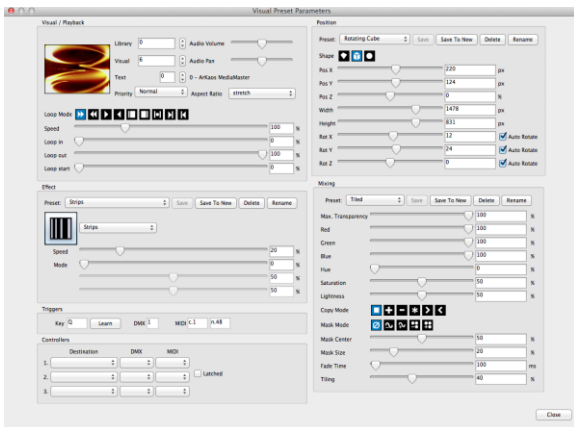 Visual Preset Parameters
Visual / Playback
Library 0 Audio Volume
Visual 6 Audio Pan
Text 0 0 - ArKaos MediaMaster
Priority Normal Aspect Ratio stretch
Loop Mode
Speed 100 %
Loop in 0 %
Loop out 100 %
Loop start 0 %
Effect
Preset: Strips Save Save To New Delete Rename
Strips
Speed 20 %
Mode 0 %
50 %
50 %
Triggers
Key Q Learn DMX 1 MIDI c.1 n.48
Controllers
Destination DMX MIDI
1.
2. Latched
3.
Position
Preset: Rotating Cube Save Save To New Delete Rename
Shape
Pos X 220 px
Pos Y 124 px
Pos Z 0 %
Width 1478 px
Height 831 px
Rot X 12 Auto Rotate
Rot Y 24 Auto Rotate
Rot Z 0 Auto Rotate
Mixing
Preset: Tiled Save Save To New Delete Rename
Max. Transparency 100 %
Red 100 %
Green 100 %
Blue 100 %
Hue 0 %
Saturation 50 %
Lightness 50 %
Copy Mode
Mask Mode
Mask Center 50 %
Mask Size 20 %
Fade Time 100 ms
Tiling 40 %
Close